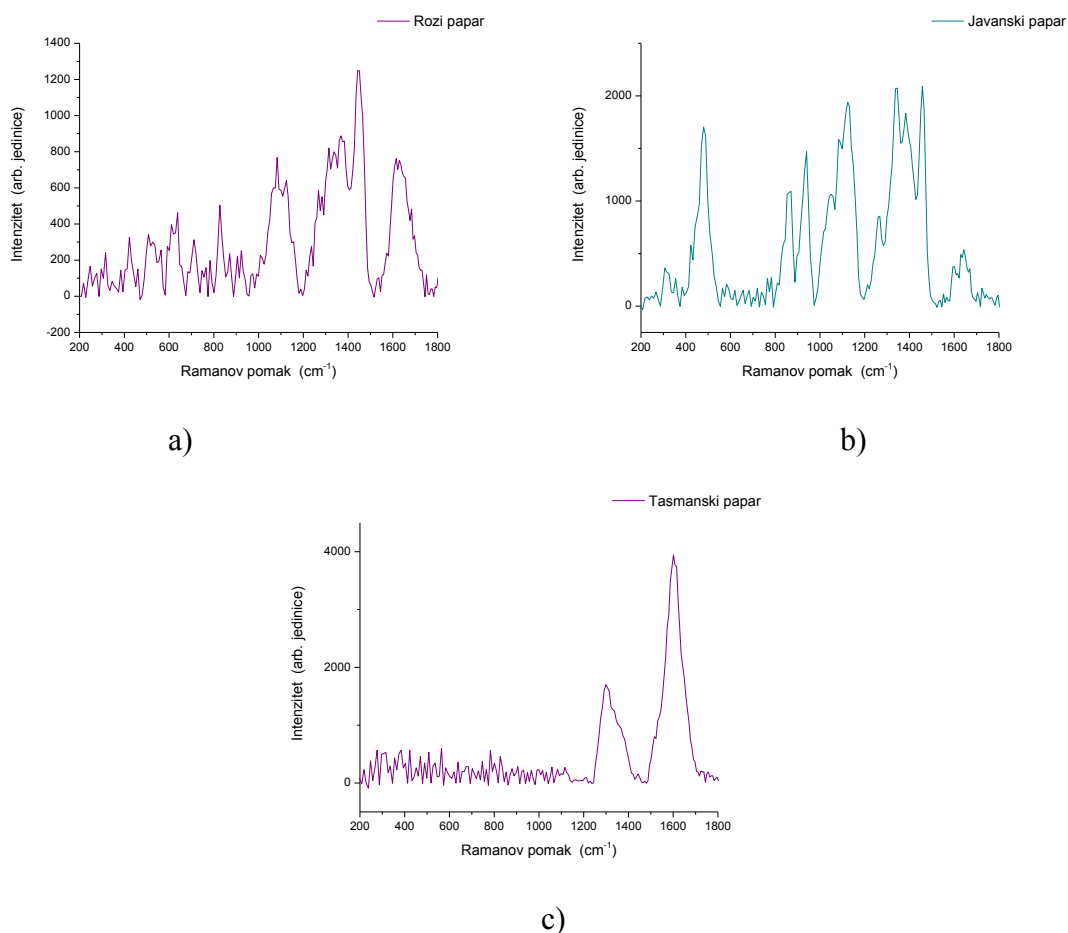 Rozi papar
Intenzitet (arb. jedinice)
1400
1200
1000
800
600
400
200
0
-200
200 400 600 800 1000 1200 1400 1600 1800
Ramanov pomak (cm⁻¹)
a)
Javanski papar
Intenzitet (arb. jedinice)
2000
1000
0
200 400 600 800 1000 1200 1400 1600 1800
Ramanov pomak (cm⁻¹)
b)
Tasmanski papar
Intenzitet (arb. jedinice)
4000
2000
0
200 400 600 800 1000 1200 1400 1600 1800
Ramanov pomak (cm⁻¹)
c)